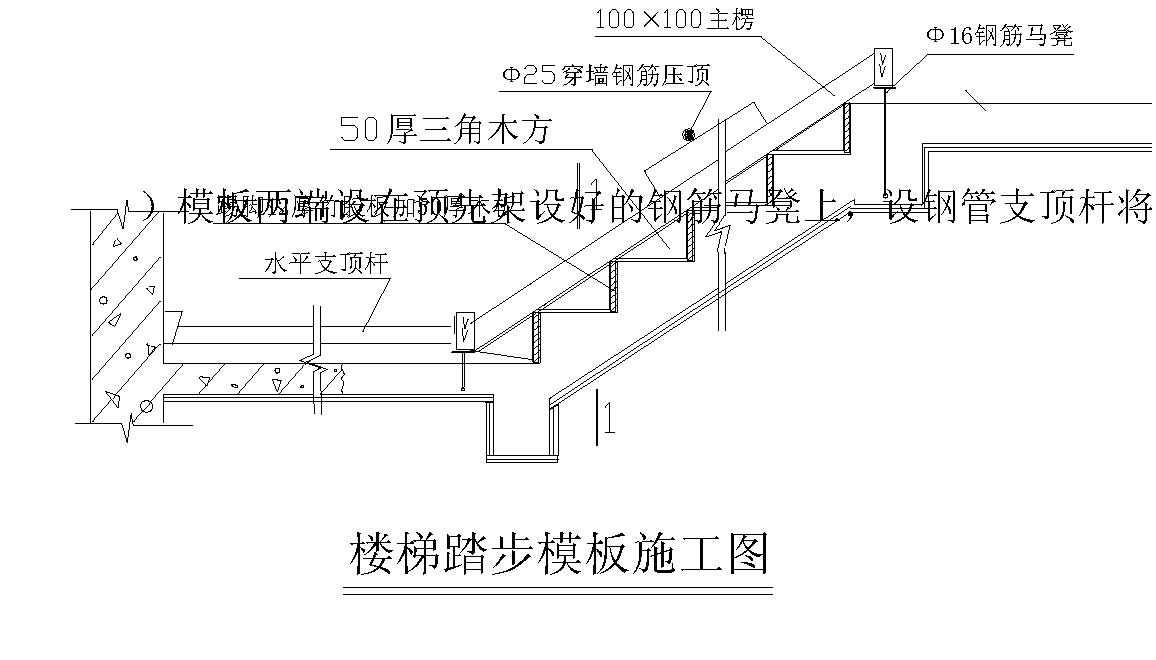 100×100主楞
Φ16钢筋马凳
Φ25穿墙钢筋压顶
50厚三角木方
1
）模板两端设在预先架设好的钢筋马凳上，设钢管支顶杆将
水平支顶杆
1
楼梯踏步模板施工图